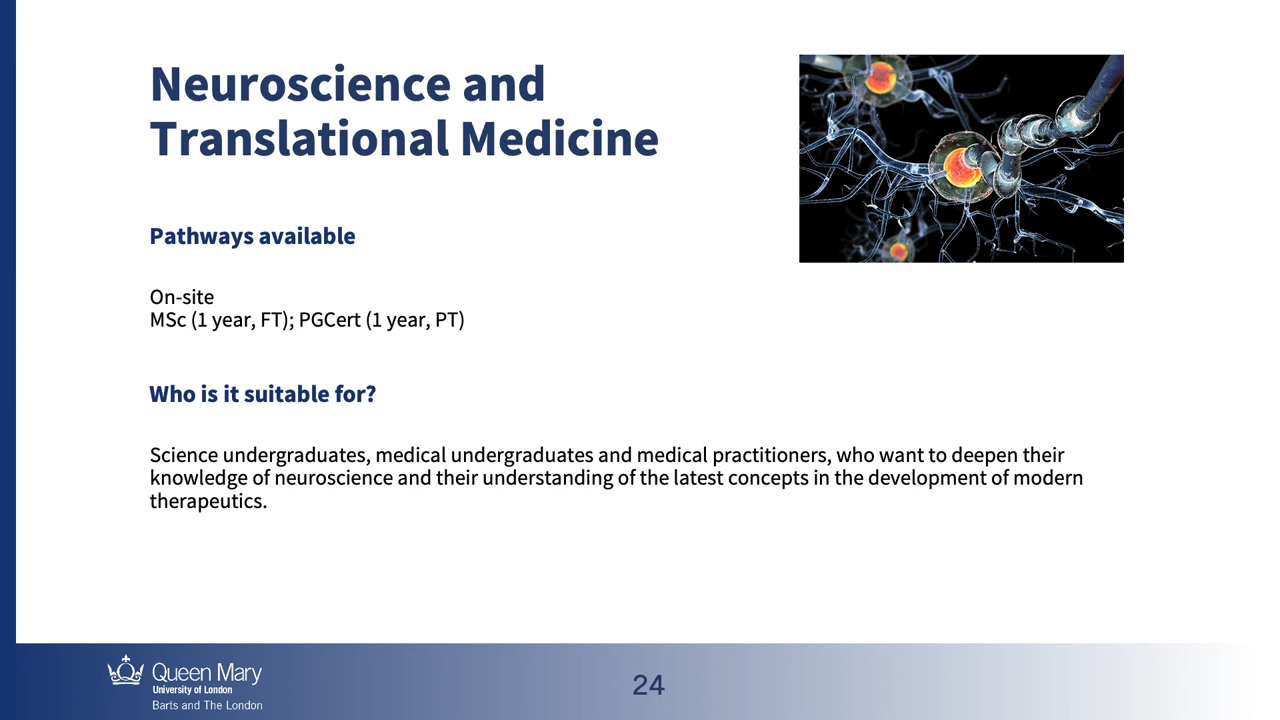 Neuroscience and
Translational Medicine
Pathways available
On-site
MSc (1 year, FT); PGCert (1 year, PT)
Who is it suitable for?
Science undergraduates, medical undergraduates and medical practitioners, who want to deepen their
knowledge of neuroscience and their understanding of the latest concepts in the development of modern
therapeutics.
Queen Mary
University of London
Barts and The London
24